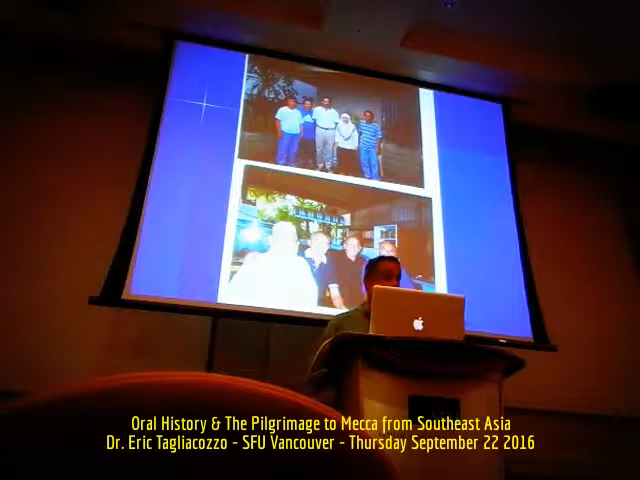 Oral History & The Pilgrimage to Mecca from Southeast Asia
Dr. Eric Tagliacozzo - SFU Vancouver - Thursday September 22 2016